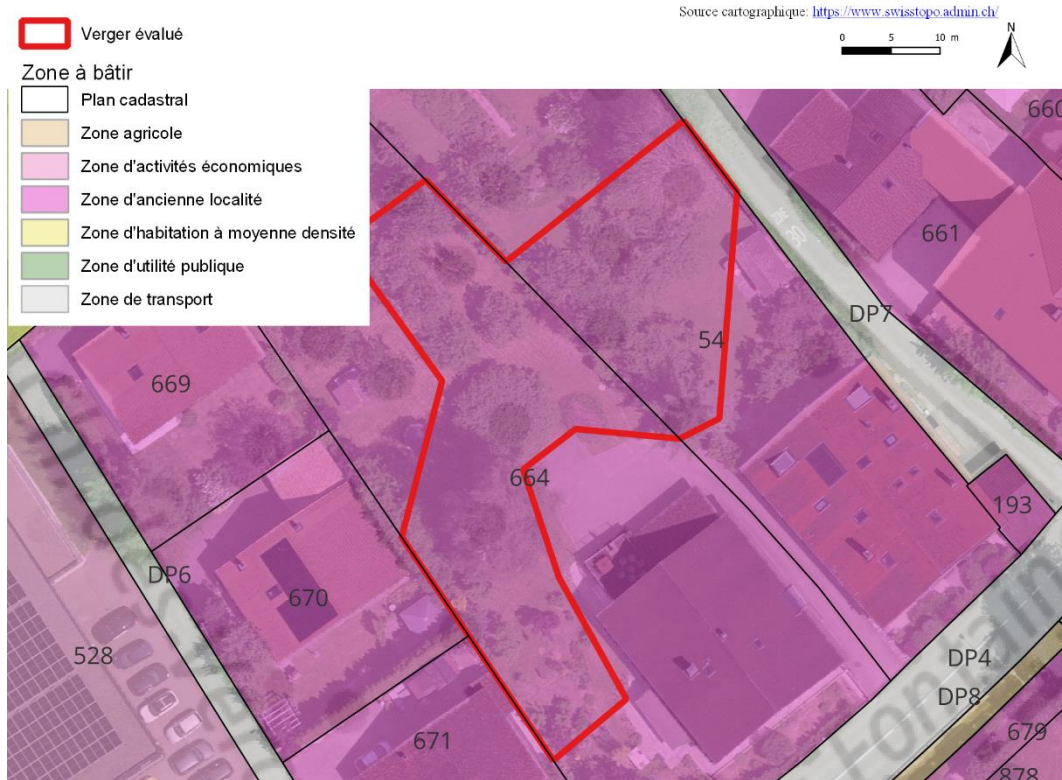 Source cartographique: https://www.swisstopo.admin.ch/
0 5 10 m
N
Verger évalué
Zone à bâtir
Plan cadastral
Zone agricole
Zone d'activités économiques
Zone d'ancienne localité
Zone d'habitation à moyenne densité
Zone d'utilité publique
Zone de transport
660
661
30
DP7
54
669
664
193
DP6
670
528
DP4
DP8
671
679
878